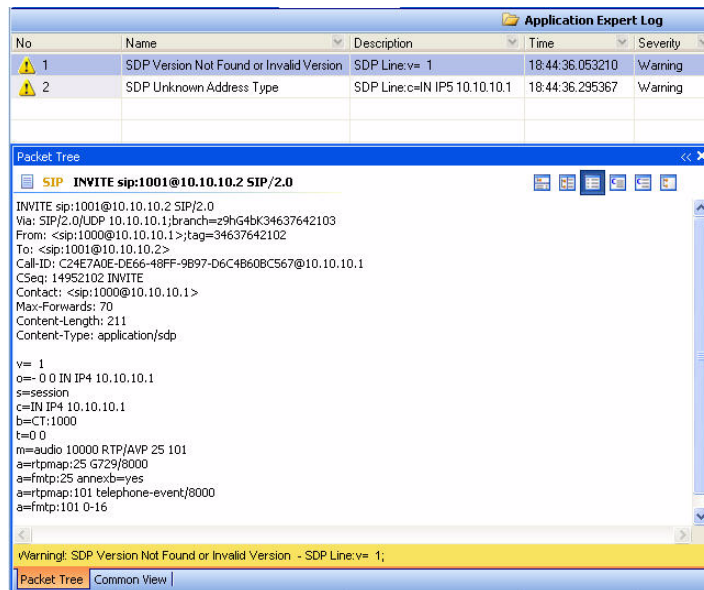 Application Expert Log
No Name Description Time Severity
1 SDP Version Not Found or Invalid Version SDP Line:v=  1 18:44:36.053210 Warning
2 SDP Unknown Address Type SDP Line:c=IN IP5 10.10.10.1 18:44:36.295367 Warning
Packet Tree
SIP INVITE sip:1001@10.10.10.2 SIP/2.0
INVITE sip:1001@10.10.10.2 SIP/2.0
Via: SIP/2.0/UDP 10.10.10.1;branch=z9hG4bK34637642103
From: <sip:1000@10.10.10.1>;tag=34637642102
To: <sip:1001@10.10.10.2>
Call-ID: C24E7A0E-DE66-48FF-9B97-D6C4B60BC567@10.10.10.1
CSeq: 14952102 INVITE
Contact: <sip:1000@10.10.10.1>
Max-Forwards: 70
Content-Length: 211
Content-Type: application/sdp
v=  1
o=- 0 0 IN IP4 10.10.10.1
s=session
c=IN IP4 10.10.10.1
b=CT:1000
t=0 0
m=audio 10000 RTP/AVP 25 101
a=rtpmap:25 G729/8000
a=fmtp:25 annexb=yes
a=rtpmap:101 telephone-event/8000
a=fmtp:101 0-16
Warning!: SDP Version Not Found or Invalid Version  - SDP Line:v=  1;
Packet Tree Common View